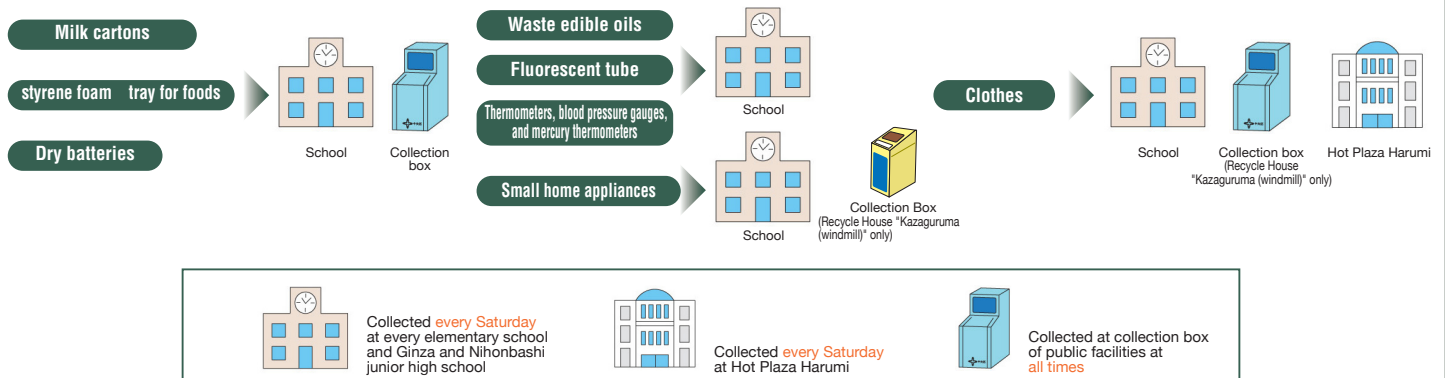 Milk cartons
styrene foam tray for foods
Dry batteries
School
Collection
box
Waste edible oils
Fluorescent tube
Thermometers, blood pressure gauges,
and mercury thermometers
Small home appliances
School
School
Collection Box
(Recycle House "Kazaguruma
(windmill)" only)
Clothes
School
Collection box
(Recycle House
"Kazaguruma (windmill)" only)
Hot Plaza Harumi
Collected every Saturday
at every elementary school
and Ginza and Nihonbashi
junior high school
Collected every Saturday
at Hot Plaza Harumi
Collected at collection box
of public facilities at
all times